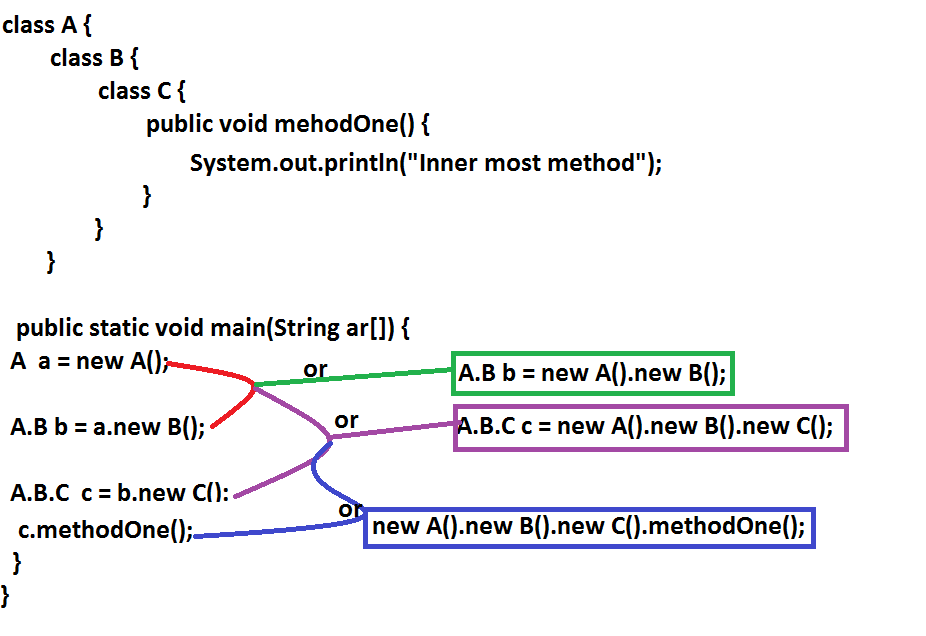 class A {
class B {
class C {
public void mehodOne() {
System.out.println("Inner most method");
}
}
}
public static void main(String ar[]) {
A a = new A();
or
A.B b = new A().new B();
A.B b = a.new B();
or
A.B.C c = new A().new B().new C();
A.B.C c = b.new C():
or
c.methodOne();
new A().new B().new C().methodOne();
}
}